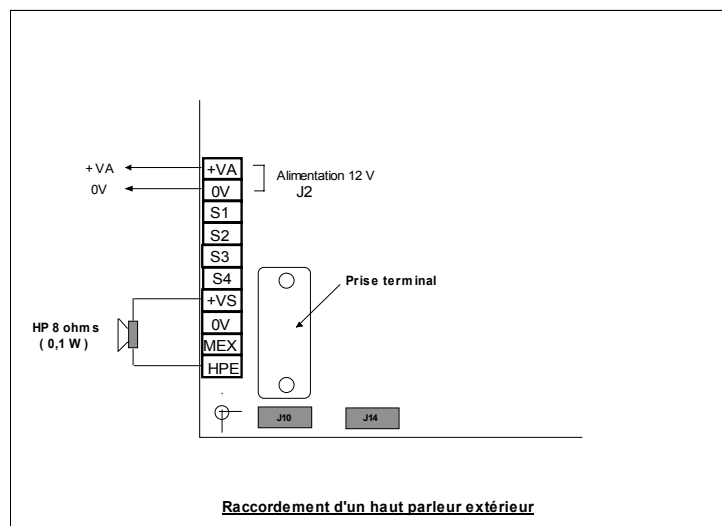 +VA
0V
+VA
0V
S1
S2
S3
S4
+VS
0V
MEX
HPE
Alimentation 12 V
J2
Prise terminal
HP 8 ohms
( 0,1 W )
J10
J14
Raccordement d'un haut parleur extérieur